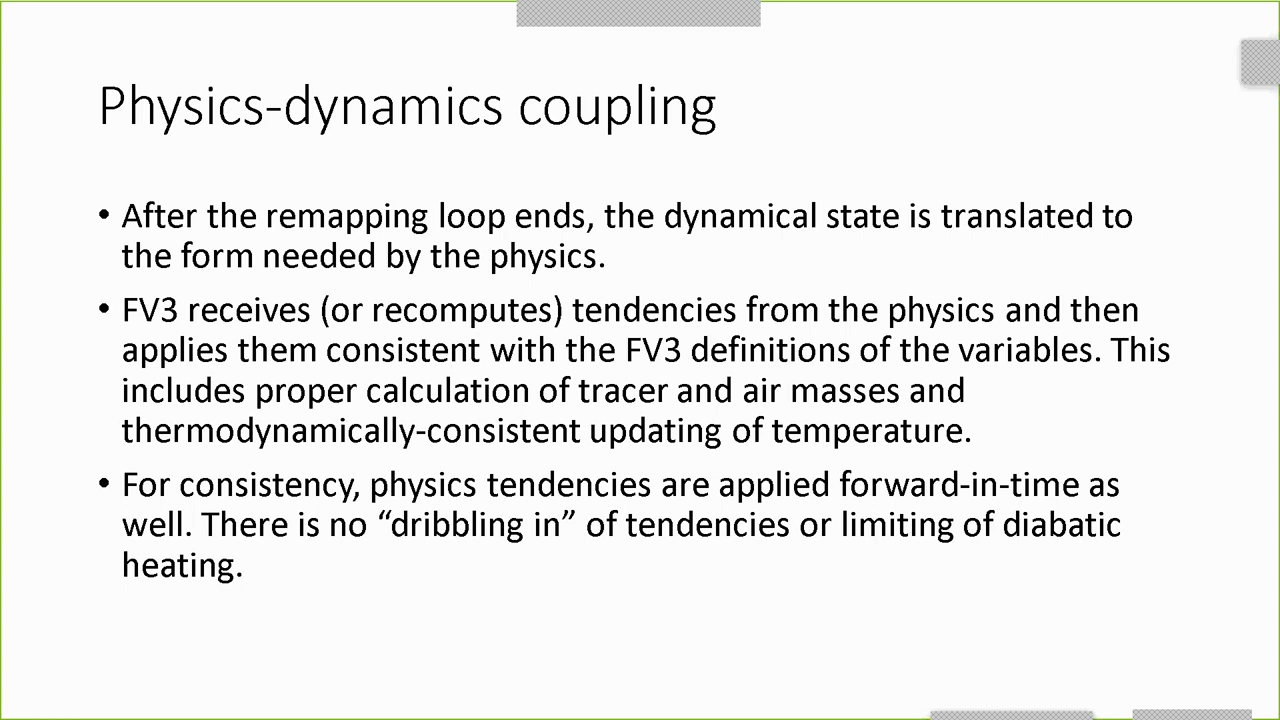 Physics-dynamics coupling
• After the remapping loop ends, the dynamical state is translated to
the form needed by the physics.
• FV3 receives (or recomputes) tendencies from the physics and then
applies them consistent with the FV3 definitions of the variables. This
includes proper calculation of tracer and air masses and
thermodynamically-consistent updating of temperature.
• For consistency, physics tendencies are applied forward-in-time as
well. There is no “dribbling in” of tendencies or limiting of diabatic
heating.